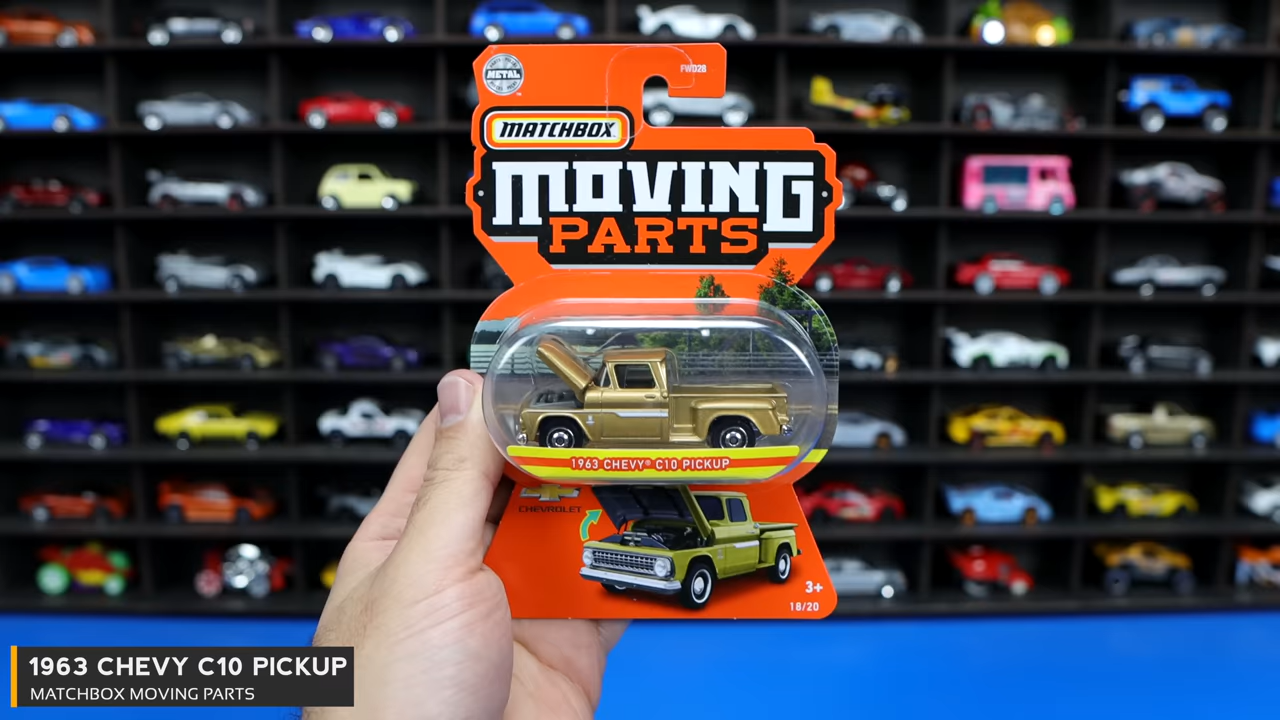 METAL
FWD28
MATCHBOX
MOVING
PARTS
1963 CHEVY® C10 PICKUP
CHEVROLET
3+
18/20
1963 CHEVY C10 PICKUP
MATCHBOX MOVING PARTS